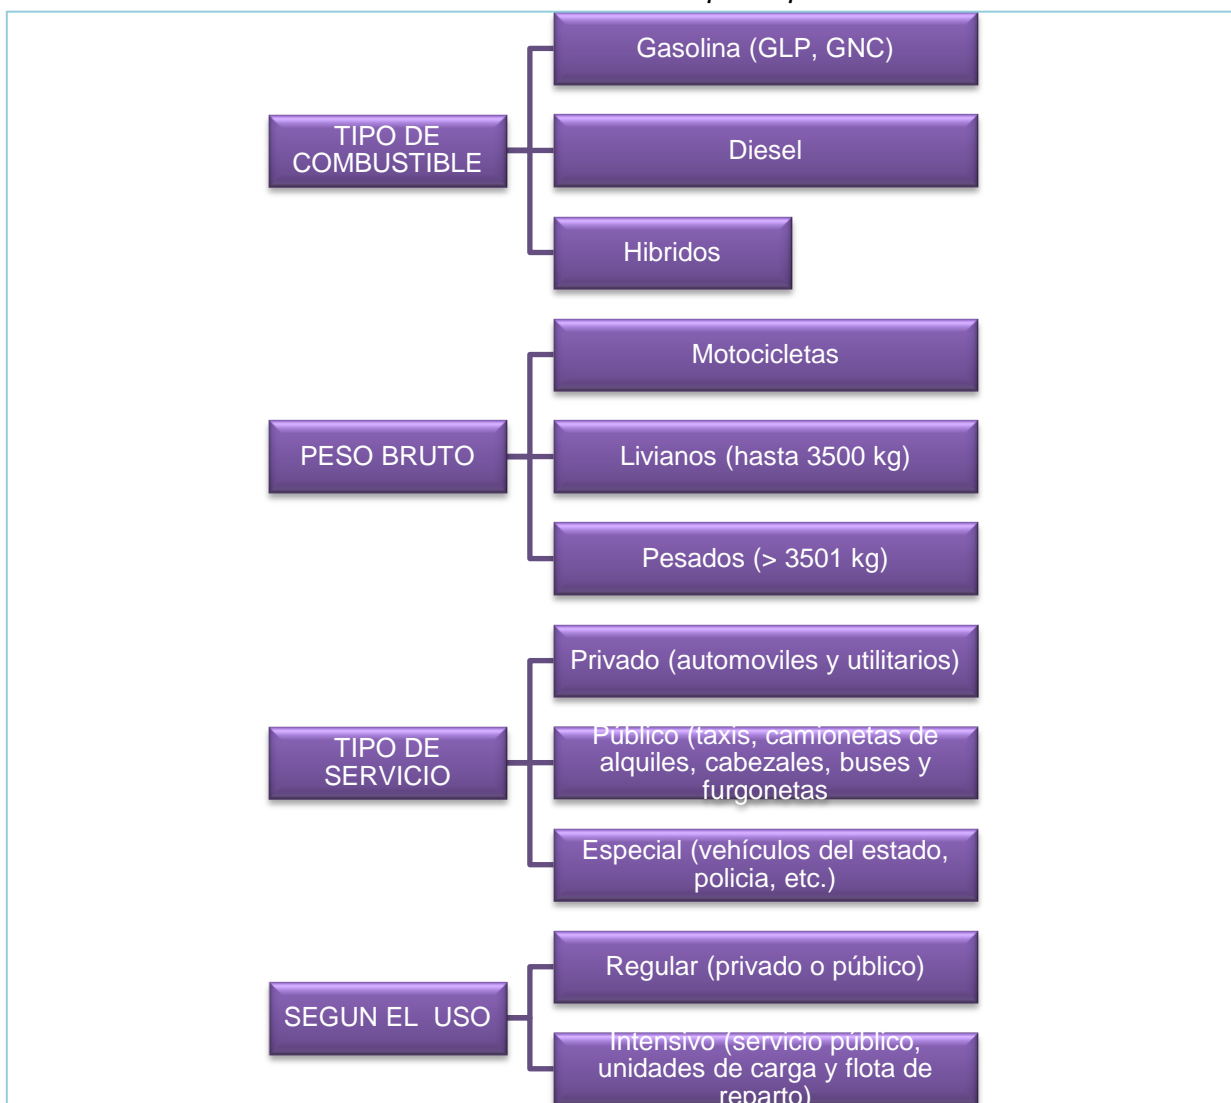 Gasolina (GLP, GNC)
TIPO DE
COMBUSTIBLE
Diesel
Hibridos
Motocicletas
PESO BRUTO
Livianos (hasta 3500 kg)
Pesados (> 3501 kg)
Privado (automoviles y utilitarios)
TIPO DE
SERVICIO
Público (taxis, camionetas de
alquiles, cabezales, buses y
furgonetas
Especial (vehículos del estado,
policia, etc.)
Regular (privado o público)
SEGUN EL USO
Intensivo (servicio público,
unidades de carga y flota de
reparto)